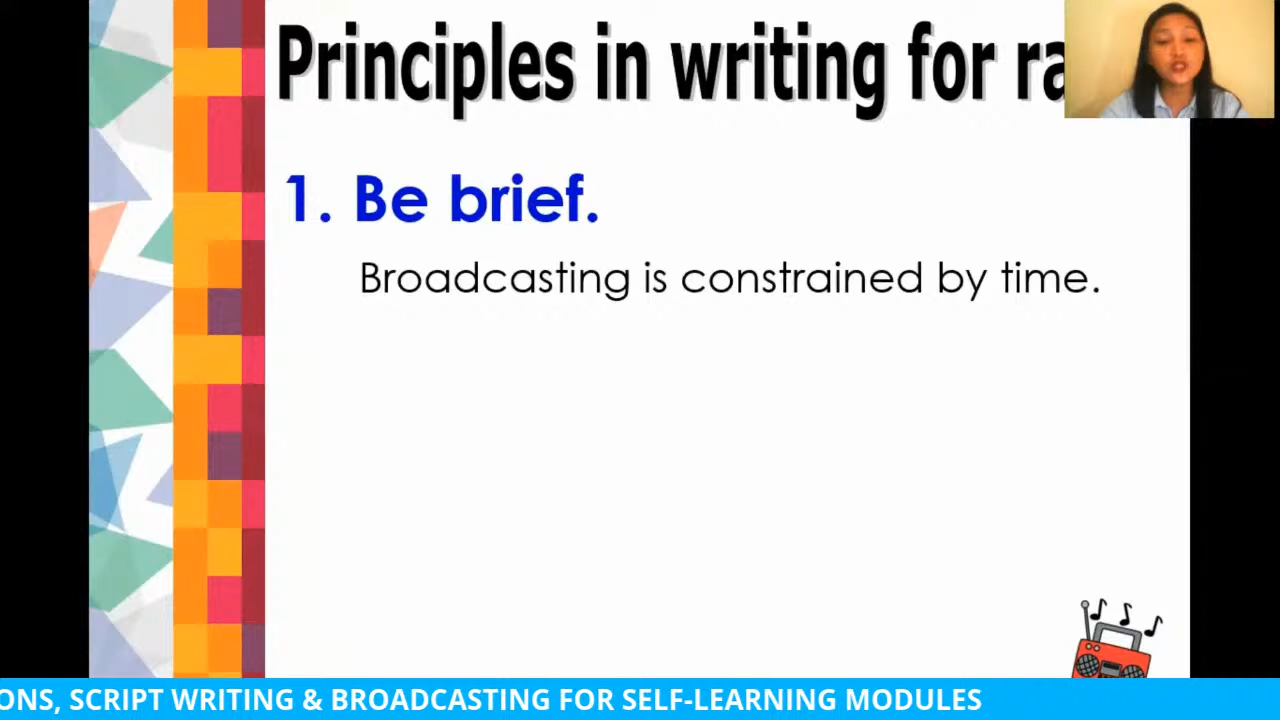 Principles in writing for ra
1. Be brief.
Broadcasting is constrained by time.
ONS, SCRIPT WRITING & BROADCASTING FOR SELF-LEARNING MODULES